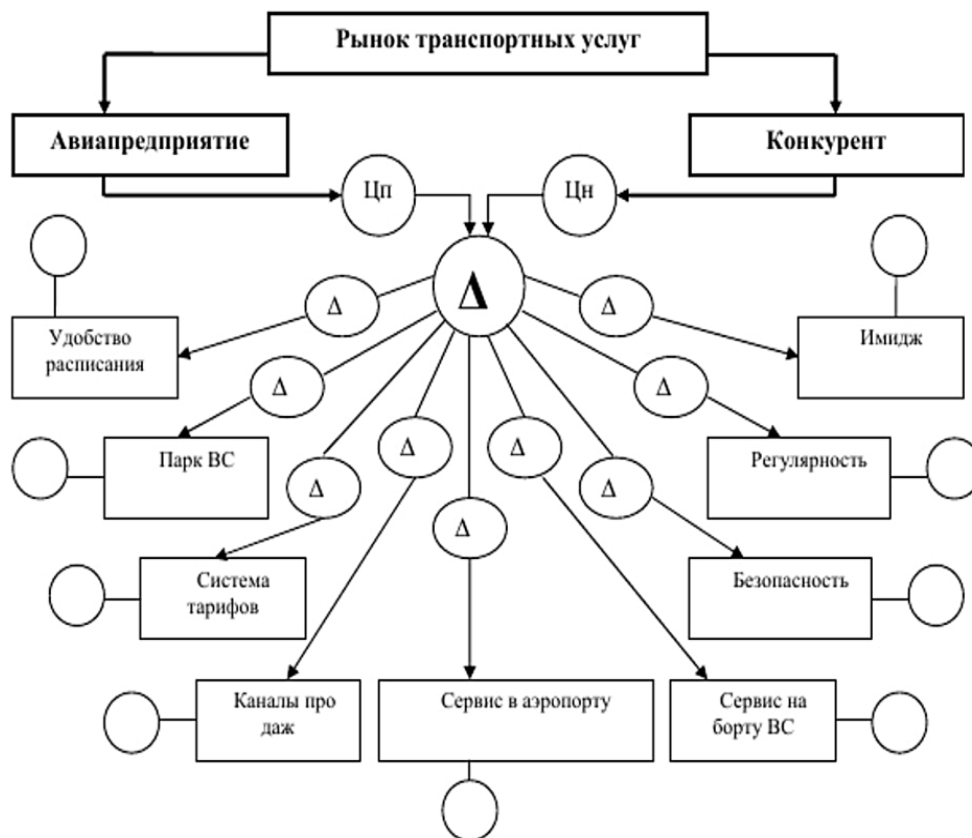 Рынок транспортных услуг
Авиапредприятие
Конкурент
Цп
Цн
Δ
Δ
Δ
Удобство
расписания
Имидж
Δ
Δ
Парк ВС
Δ
Δ
Δ
Δ
Регулярность
Δ
Система
тарифов
Безопасность
Каналы про
даж
Сервис в аэропорту
Сервис на
борту ВС